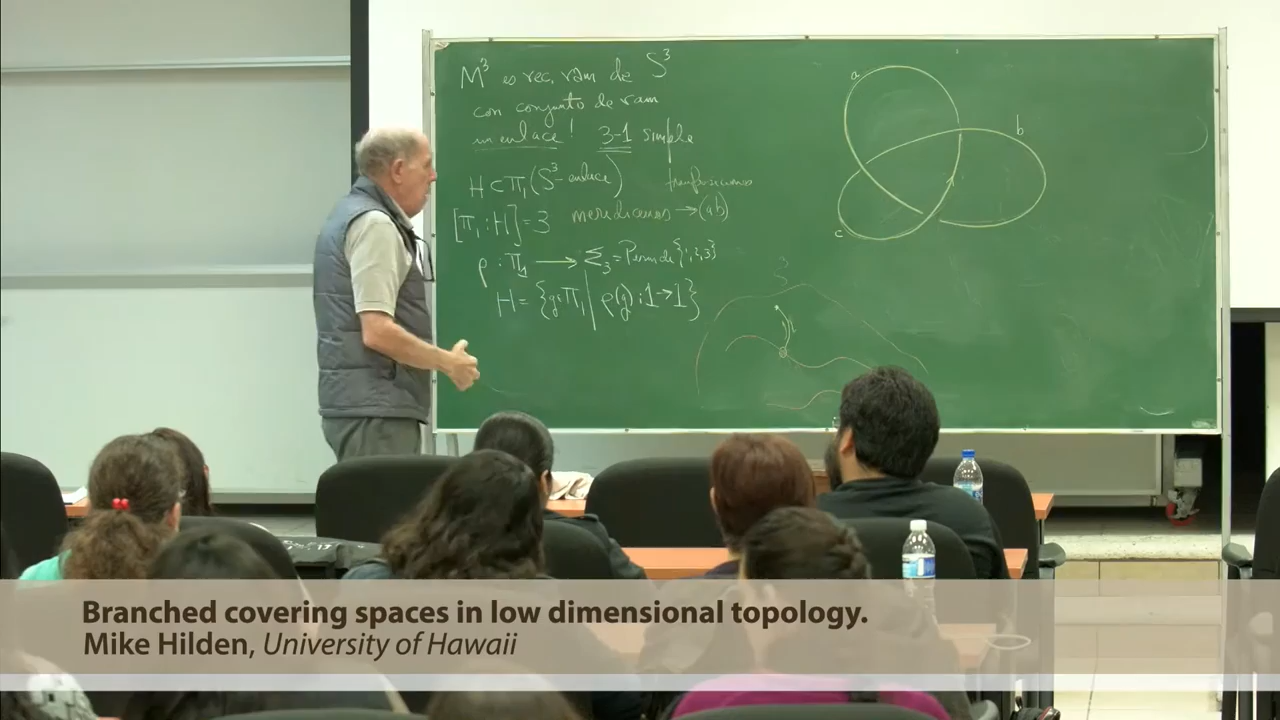 M³ es rec. ram de S³
con conjunto de ram
un enlace! 3-1 simple
H ⊂ π₁(S³-enlace) transposiciones
[π₁:H]=3 meridianos → (ab)
ρ : π₁ → Σ₃ = Perm de {1,2,3}
H = {g∈π₁ | ρ(g) : 1→1}
a
b
c
3
Branched covering spaces in low dimensional topology.
Mike Hilden, University of Hawaii